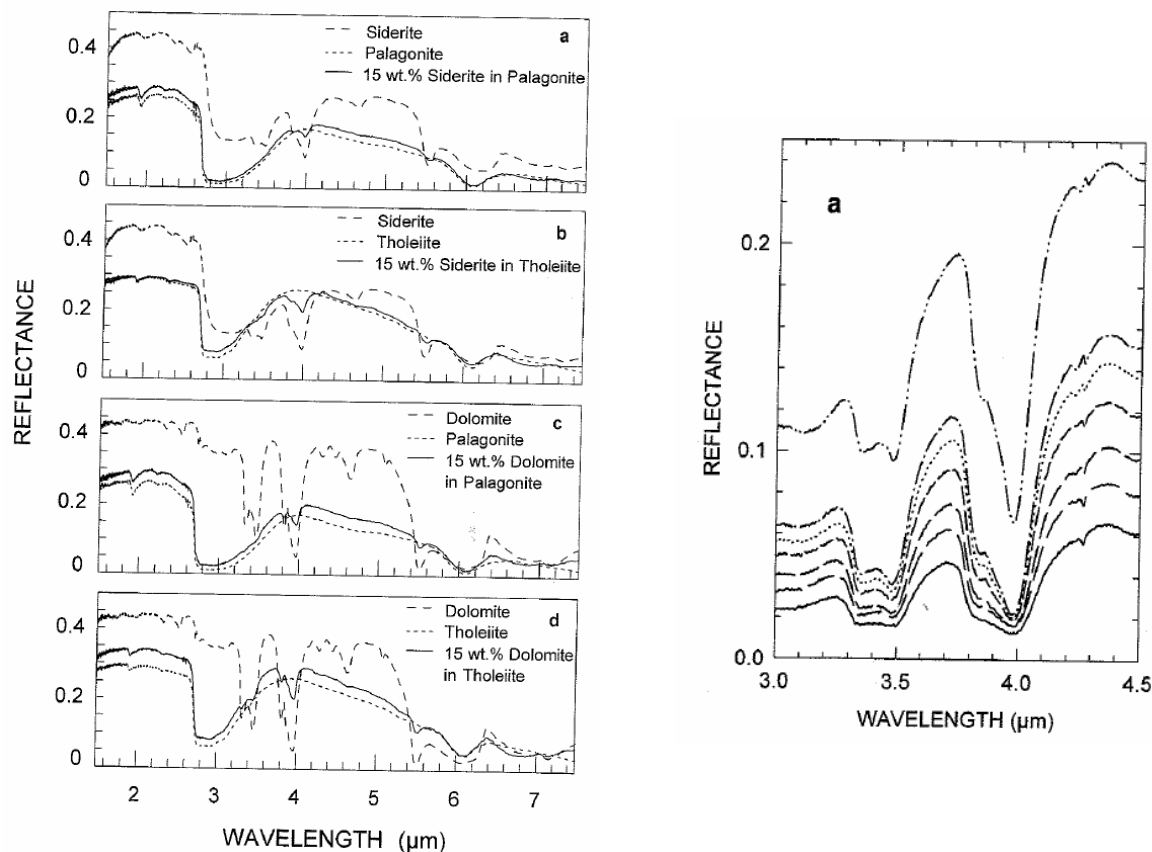 REFLECTANCE
0.4
0.2
0
Siderite
Palagonite
15 wt.% Siderite in Palagonite
a
0.4
0.2
0
Siderite
Tholeiite
15 wt.% Siderite in Tholeiite
b
0.4
0.2
0
Dolomite
Palagonite
15 wt.% Dolomite
in Palagonite
c
0.4
0.2
0
Dolomite
Tholeiite
15 wt.% Dolomite
in Tholeiite
d
2 3 4 5 6 7
WAVELENGTH (µm)
a
REFLECTANCE
0.2
0.1
0.0
3.0 3.5 4.0 4.5
WAVELENGTH (µm)